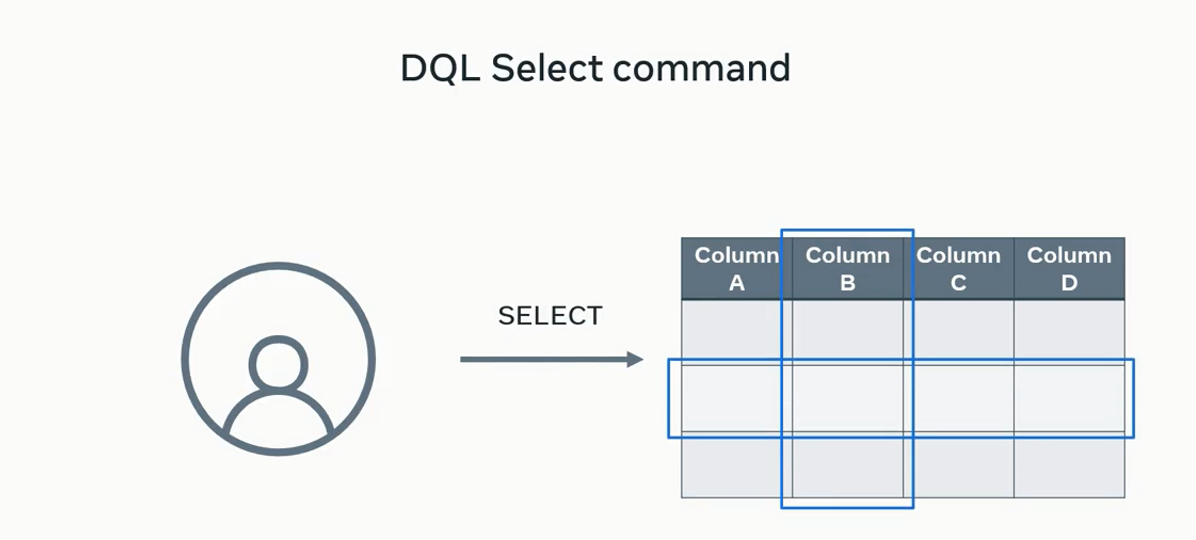 DQL Select command
SELECT
Column A
Column B
Column C
Column D